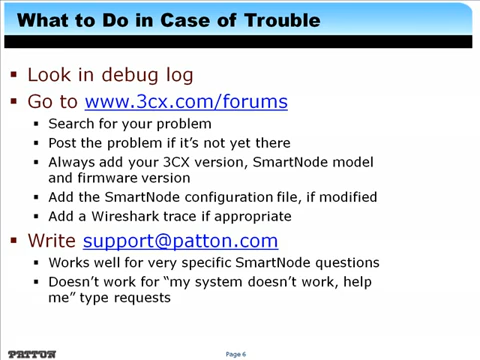 What to Do in Case of Trouble
Look in debug log
Go to www.3cx.com/forums
Search for your problem
Post the problem if it's not yet there
Always add your 3CX version, SmartNode model
and firmware version
Add the SmartNode configuration file, if modified
Add a Wireshark trace if appropriate
Write support@patton.com
Works well for very specific SmartNode questions
Doesn't work for “my system doesn't work, help
me” type requests
PATTON
Page 6